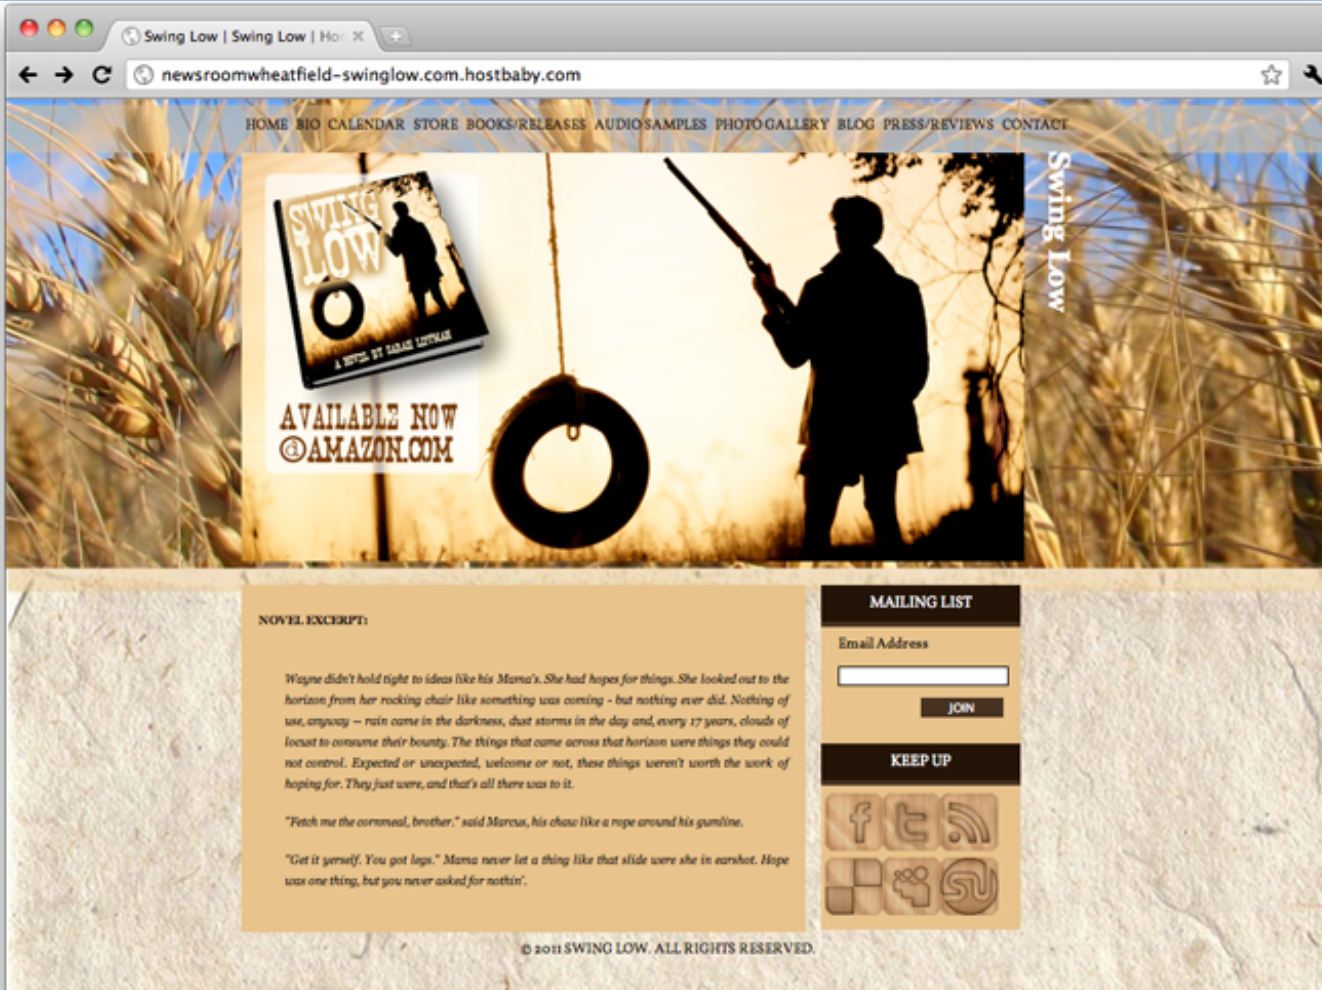 Swing Low | Swing Low | Ho
newsroomwheatfield-swinglow.com.hostbaby.com
HOME BIO CALENDAR STORE BOOKS/RELEASES AUDIO SAMPLES PHOTO GALLERY BLOG PRESS/REVIEWS CONTACT
Swing Low
SWING
LOW
A NOVEL BY SARAH LITTMAN
AVAILABLE NOW
@AMAZON.COM
NOVEL EXCERPT:
Wayne didn't hold tight to ideas like his Mama's. She had hopes for things. She looked out to the
horizon from her rocking chair like something was coming - but nothing ever did. Nothing of
use, anyway -- rain came in the darkness, dust storms in the day and, every 17 years, clouds of
locust to consume their bounty. The things that came across that horizon were things they could
not control. Expected or unexpected, welcome or not, these things weren't worth the work of
hoping for. They just were, and that's all there was to it.
"Fetch me the cornmeal, brother." said Marcus, his chaw like a rope around his gumline.
"Get it yerself. You got legs." Mama never let a thing like that slide were she in earshot. Hope
was one thing, but you never asked for nothin'.
MAILING LIST
Email Address
JOIN
KEEP UP
© 2011 SWING LOW. ALL RIGHTS RESERVED.